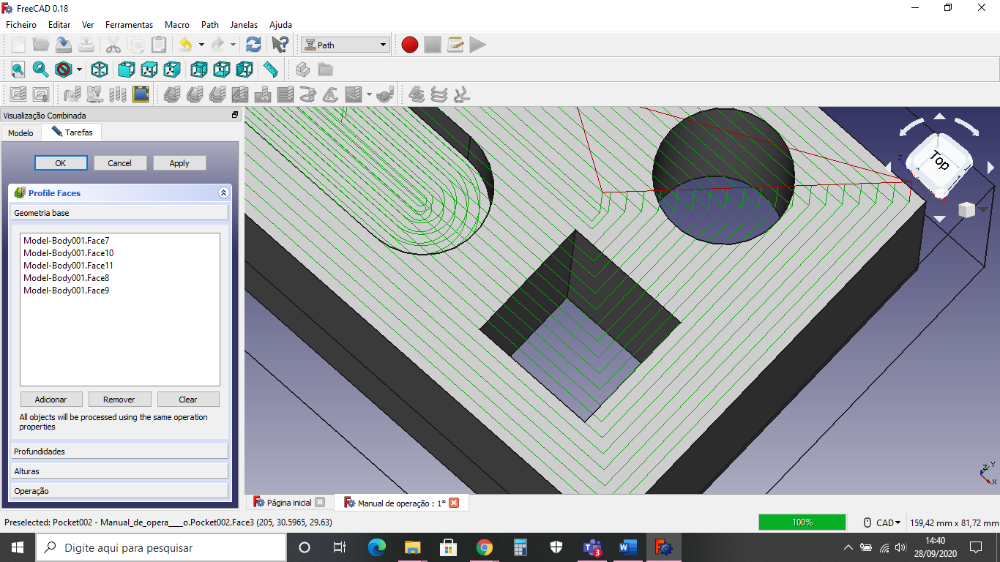 FreeCAD 0.18
Ficheiro Editar Ver Ferramentas Macro Path Janelas Ajuda
Path
Visualização Combinada
Modelo Tarefas
OK Cancel Apply
Profile Faces
Geometria base
Model-Body001.Face7
Model-Body001.Face10
Model-Body001.Face11
Model-Body001.Face8
Model-Body001.Face9
Adicionar Remover Clear
All objects will be processed using the same operation
properties
Profundidades
Alturas
Operação
Top
Z
X
Z Y
X
Página inicial Manual de operação : 1*
Preselected: Pocket002 - Manual_de_opera____o.Pocket002.Face3 (205, 30.5965, 29.63) 100% CAD 159,42 mm x 81,72 mm
Digite aqui para pesquisar
3
14:40
28/09/2020